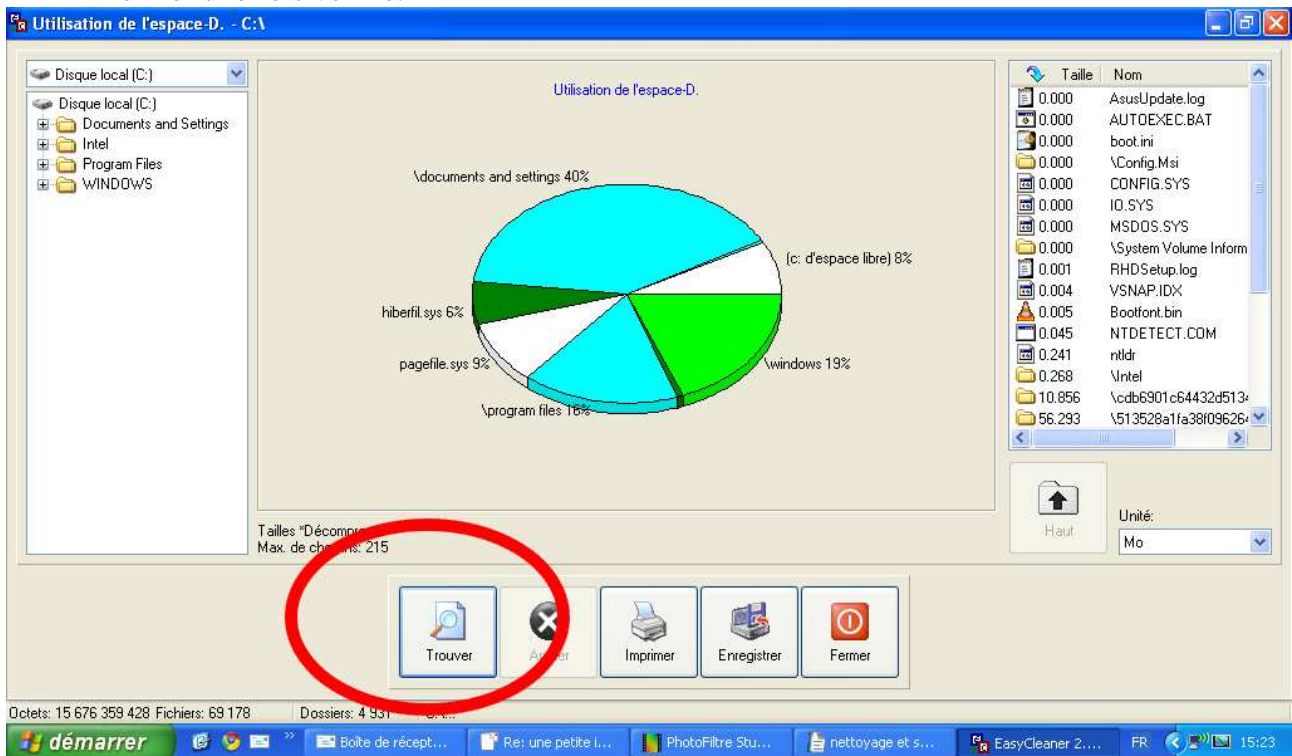 Utilisation de l'espace-D. - C:\
Disque local (C:)
Disque local (C:)
Documents and Settings
Intel
Program Files
WINDOWS
Utilisation de l'espace-D.
\documents and settings 40%
(c: d'espace libre) 8%
hiberfil.sys 6%
pagefile.sys 9%
\windows 19%
\program files 16%
Tailles
Max. de 215
Taille Nom
0.000 AsusUpdate.log
0.000 AUTOEXEC.BAT
0.000 boot.ini
0.000 \Config.Msi
0.000 CONFIG.SYS
0.000 IO.SYS
0.000 MSDOS.SYS
0.000 \System Volume Inform
0.001 RHDSetup.log
0.004 VSNAP.IDX
0.005 Bootfont.bin
0.045 NTDETECT.COM
0.241 ntldr
0.268 \Intel
10.856 \cdb6901c64432d513
56.293 \513528a1fa38f09626
Haut
Unité:
Mo
Trouver
Imprimer
Enregistrer
Fermer
Octets: 15 676 359 428 Fichiers: 69 178 Dossiers: 4 931
démarrer
Boîte de récept...
Re: une petite i...
PhotoFiltre Stu...
nettoyage et s...
EasyCleaner 2....
FR
15:23